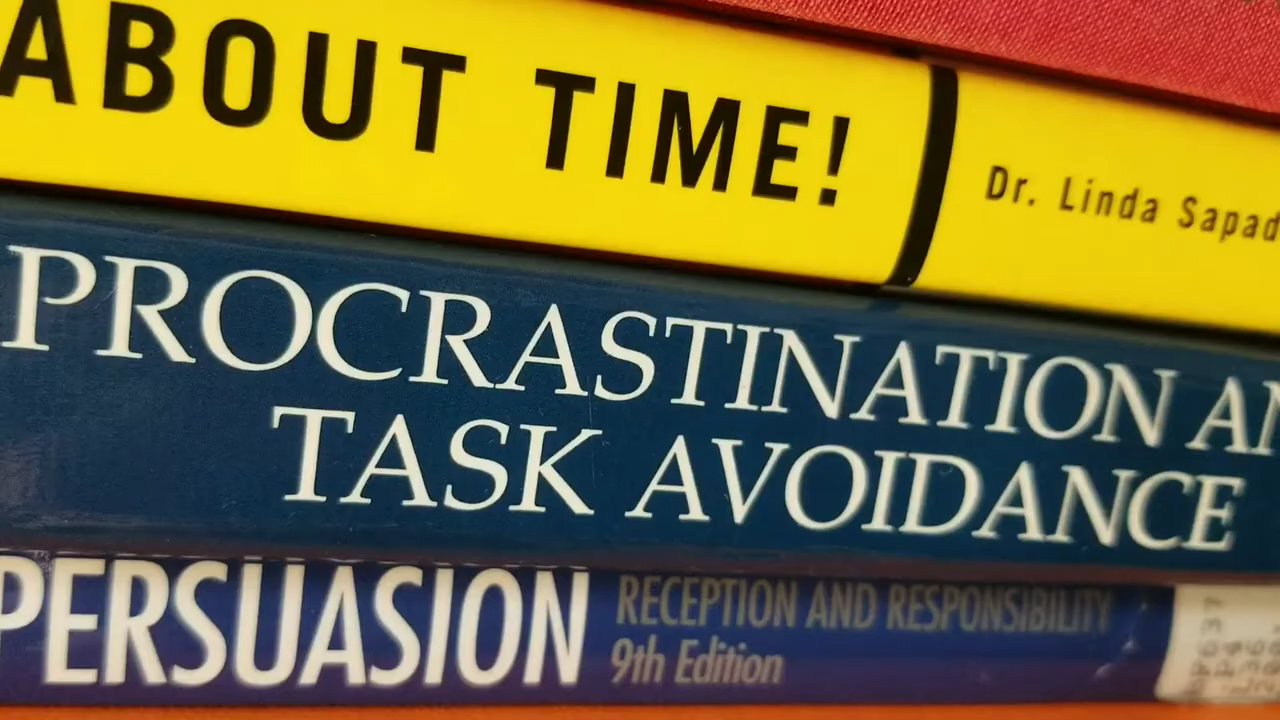 ABOUT TIME!
Dr. Linda Sapad
PROCRASTINATION AN
TASK AVOIDANCE
PERSUASION
RECEPTION AND RESPONSIBILITY
9th Edition